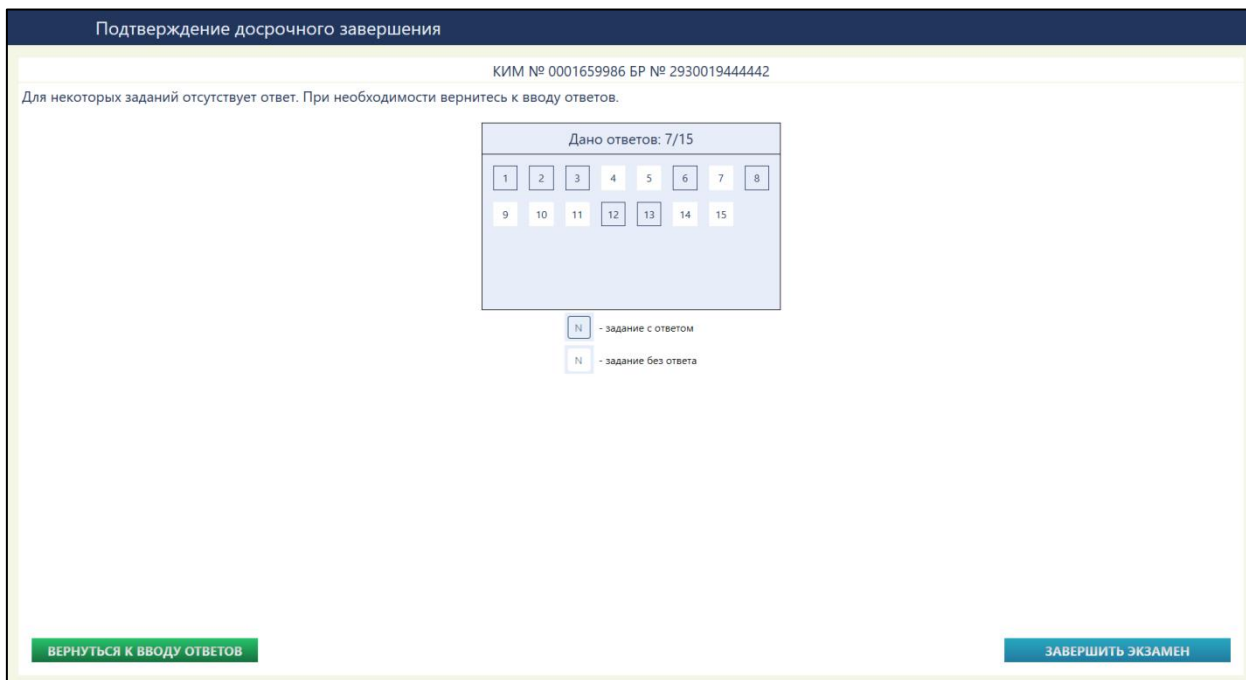 Подтверждение досрочного завершения
КИМ № 0001659986 БР № 2930019444442
Для некоторых заданий отсутствует ответ. При необходимости вернитесь к вводу ответов.
Дано ответов: 7/15
1 2 3 4 5 6 7 8
9 10 11 12 13 14 15
N - задание с ответом
N - задание без ответа
ВЕРНУТЬСЯ К ВВОДУ ОТВЕТОВ ЗАВЕРШИТЬ ЭКЗАМЕН